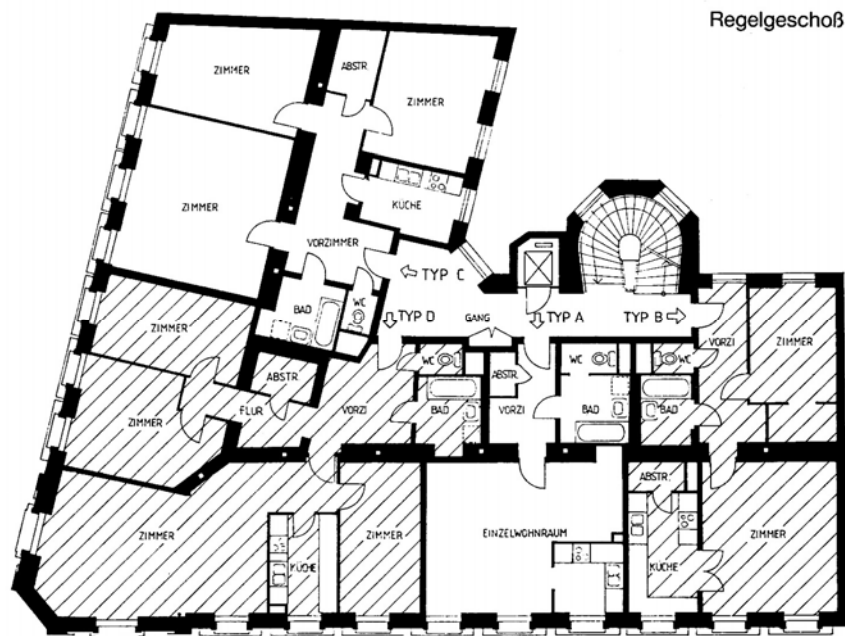 Regelgeschoß
ZIMMER
ABSTR.
ZIMMER
ZIMMER
KÜCHE
VORZIMMER
TYP C
BAD
WC
TYP D
GANG
TYP A
TYP B
ZIMMER
ABSTR.
WC
ABSTR.
WC
WC
VORZI
ZIMMER
ZIMMER
FLUR
VORZI
BAD
VORZI
BAD
BAD
ABSTR.
ZIMMER
KÜCHE
ZIMMER
EINZELWOHNRAUM
KÜCHE
ZIMMER